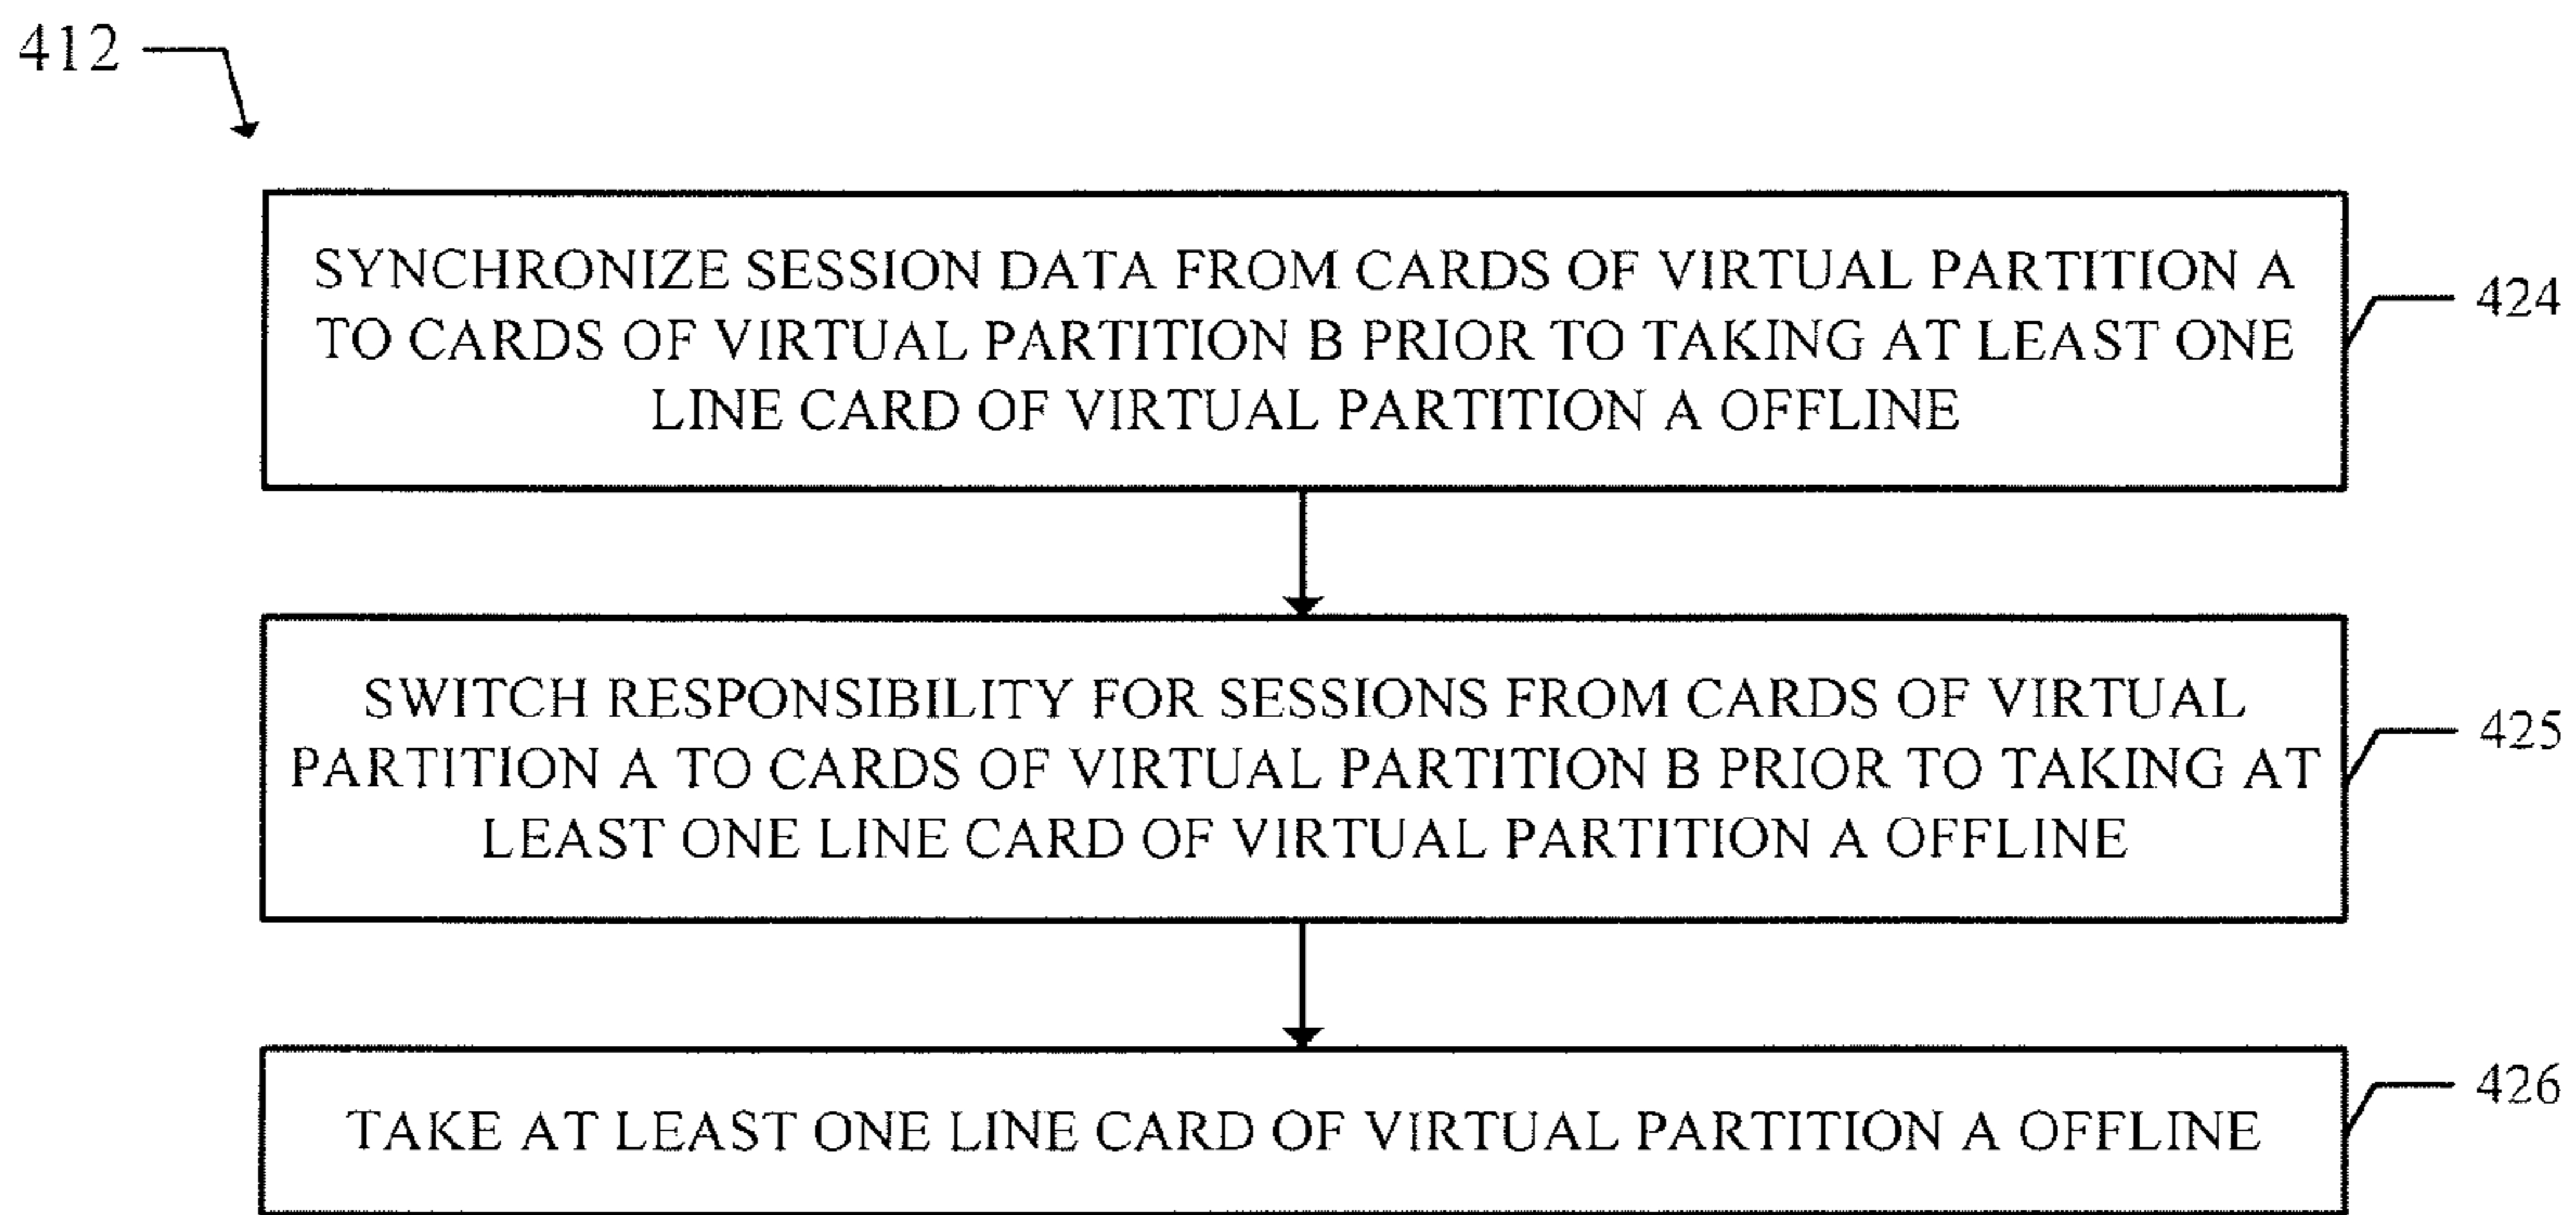 412
SYNCHRONIZE SESSION DATA FROM CARDS OF VIRTUAL PARTITION A
TO CARDS OF VIRTUAL PARTITION B PRIOR TO TAKING AT LEAST ONE
LINE CARD OF VIRTUAL PARTITION A OFFLINE
424
SWITCH RESPONSIBILITY FOR SESSIONS FROM CARDS OF VIRTUAL
PARTITION A TO CARDS OF VIRTUAL PARTITION B PRIOR TO TAKING AT
LEAST ONE LINE CARD OF VIRTUAL PARTITION A OFFLINE
425
TAKE AT LEAST ONE LINE CARD OF VIRTUAL PARTITION A OFFLINE
426